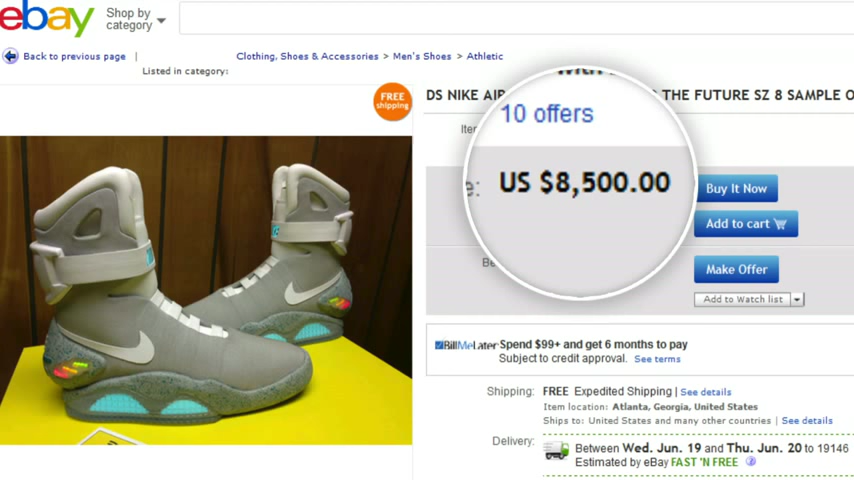 ebay
Shop by
category
Back to previous page |
Clothing, Shoes & Accessories > Men's Shoes > Athletic
Listed in category:
FREE
shipping
DS NIKE AIR THE FUTURE SZ 8 SAMPLE O
10 offers
US $8,500.00
Buy It Now
Add to cart
Make Offer
Add to Watch list
BillMeLater Spend $99+ and get 6 months to pay
Subject to credit approval. See terms
Shipping: FREE Expedited Shipping | See details
Item location: Atlanta, Georgia, United States
Ships to: United States and many other countries | See details
Delivery: Between Wed. Jun. 19 and Thu. Jun. 20 to 19146
Estimated by eBay FAST 'N FREE